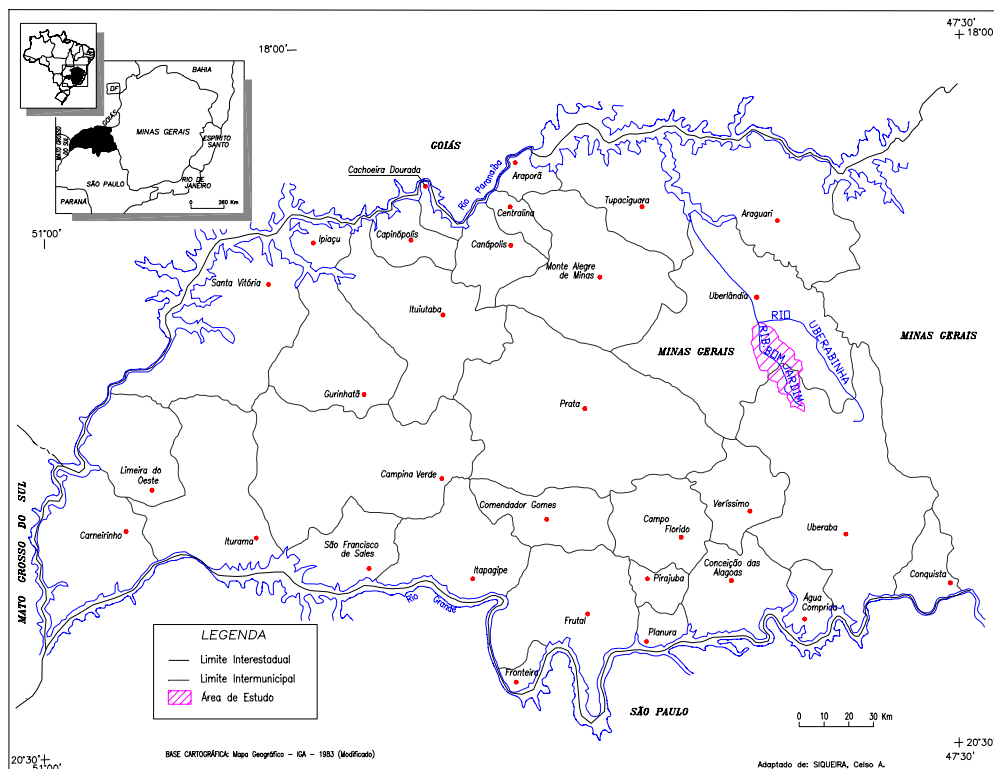 47°30'
18°00'
18°00'
BAHIA
DF
GOIÁS
MINAS GERAIS
MATO GROSSO
DO SUL
ESPÍRITO
SANTO
SÃO PAULO
RIO DE
JANEIRO
PARANÁ
0 260 Km
51°00'
GOIÁS
Rio Paranaíba
Cachoeira Dourada
Araporã
Centralina
Tupaciguara
Araguari
Ipiaçu
Capinópolis
Canápolis
Monte Alegre
de Minas
Santa Vitória
Ituiutaba
Uberlândia
RIO
UBERABINHA
RIB. BOM JARDIM
MINAS GERAIS
MINAS GERAIS
Gurinhatã
Prata
Limeira do
Oeste
Campina Verde
Comendador Gomes
Veríssimo
Campo
Florido
Uberaba
Carneirinho
Iturama
São Francisco
de Sales
Itapagipe
Pirajuba
Conceição das
Alagoas
Conquista
Água
Comprida
MATO GROSSO DO SUL
Rio Grande
Frutal
Planura
Fronteira
SÃO PAULO
LEGENDA
Limite Interestadual
Limite Intermunicipal
Área de Estudo
0 10 20 30 Km
BASE CARTOGRÁFICA: Mapa Geográfico - IGA - 1983 (Modificado)
Adaptado de: SIQUEIRA, Celso A.
20°30'
51°00'
20°30'
47°30'